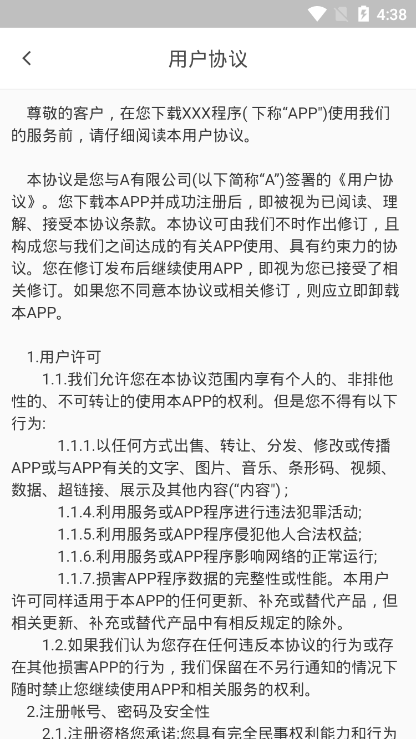 4:38
用户协议
尊敬的客户，在您下载XXX程序( 下称“APP")使用我们
的服务前，请仔细阅读本用户协议。
本协议是您与A有限公司(以下简称“A”)签署的《用户协
议》。您下载本APP并成功注册后，即被视为已阅读、理
解、接受本协议条款。本协议可由我们不时作出修订，且
构成您与我们之间达成的有关APP使用、具有约束力的协
议。您在修订发布后继续使用APP，即视为您已接受了相
关修订。如果您不同意本协议或相关修订，则应立即卸载
本APP。
1.用户许可
1.1.我们允许您在本协议范围内享有个人的、非排他
性的、不可转让的使用本APP的权利。但是您不得有以下
行为:
1.1.1.以任何方式出售、转让、分发、修改或传播
APP或与APP有关的文字、图片、音乐、条形码、视频、
数据、超链接、展示及其他内容(“内容") ;
1.1.4.利用服务或APP程序进行违法犯罪活动;
1.1.5.利用服务或APP程序侵犯他人合法权益;
1.1.6.利用服务或APP程序影响网络的正常运行;
1.1.7.损害APP程序数据的完整性或性能。本用户
许可同样适用于本APP的任何更新、补充或替代产品，但
相关更新、补充或替代产品中有相反规定的除外。
1.2.如果我们认为您存在任何违反本协议的行为或存
在其他损害APP的行为，我们保留在不另行通知的情况下
随时禁止您继续使用APP和相关服务的权利。
2.注册帐号、密码及安全性
2.1.注册资格您承诺:您具有完全民事权利能力和行为